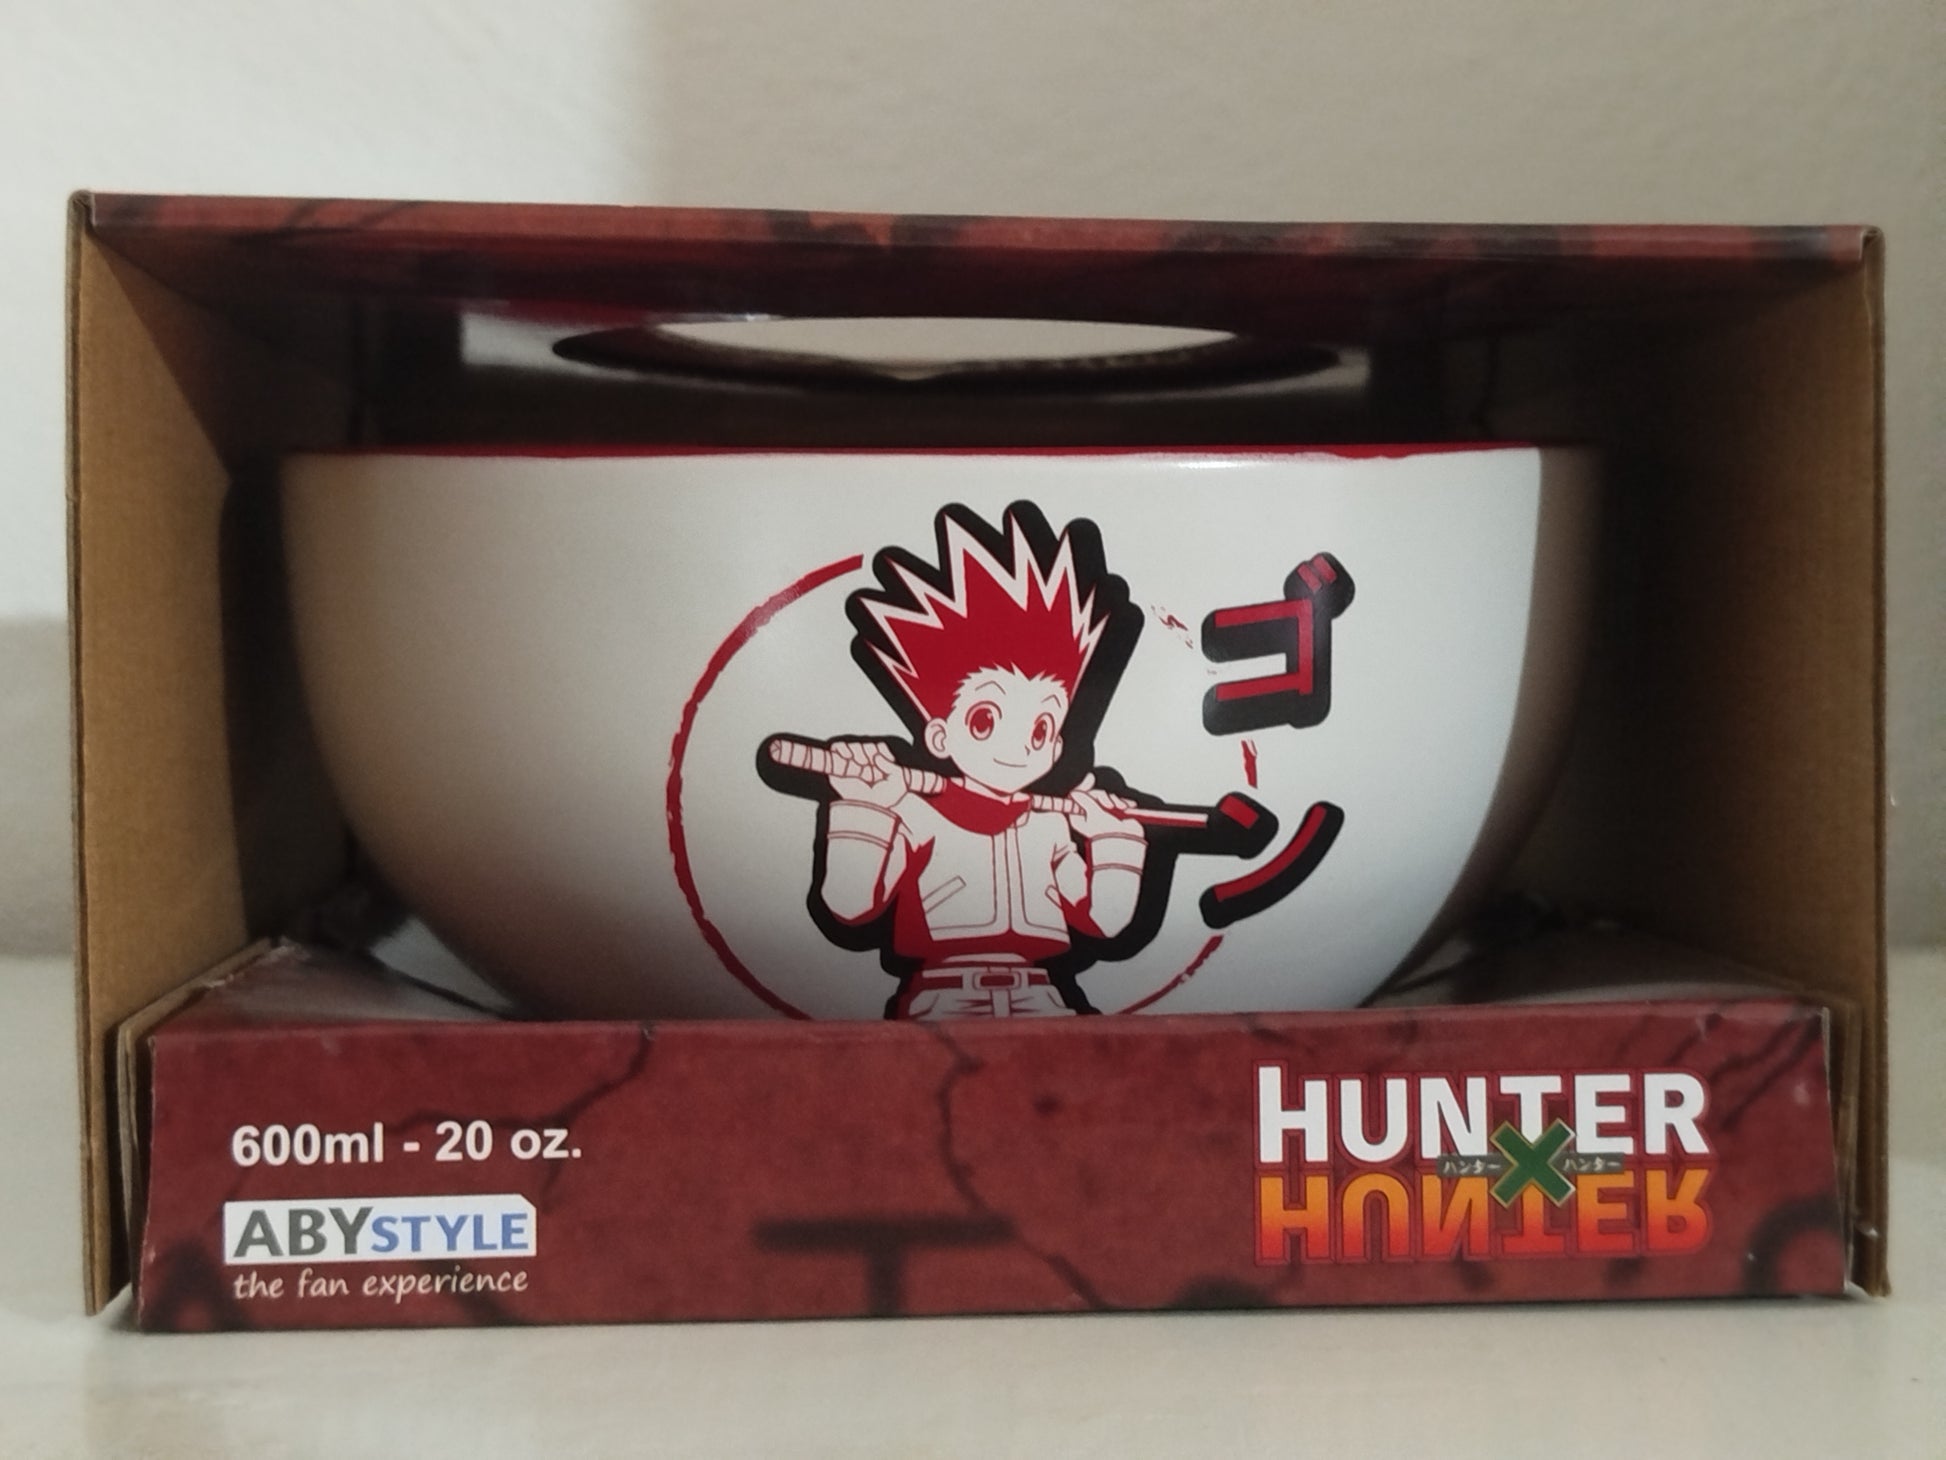 ゴン
600ml - 20 oz.
ABYSTYLE
the fan experience
HUNTER
ハンター X ハンター
HUNTER